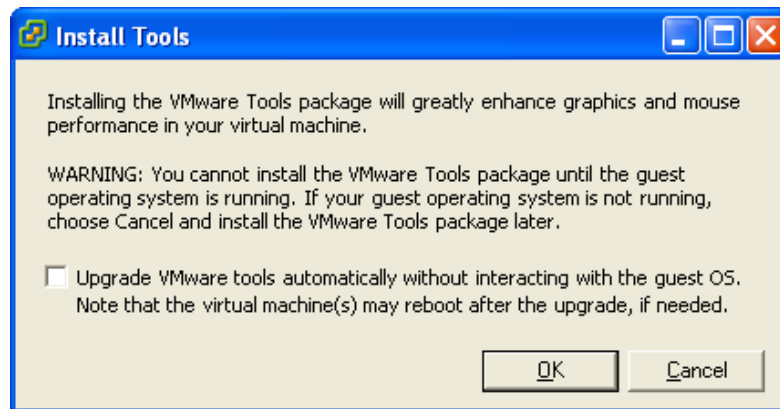 Install Tools
Installing the VMware Tools package will greatly enhance graphics and mouse
performance in your virtual machine.
WARNING: You cannot install the VMware Tools package until the guest
operating system is running. If your guest operating system is not running,
choose Cancel and install the VMware Tools package later.
Upgrade VMware tools automatically without interacting with the guest OS.
Note that the virtual machine(s) may reboot after the upgrade, if needed.
OK Cancel